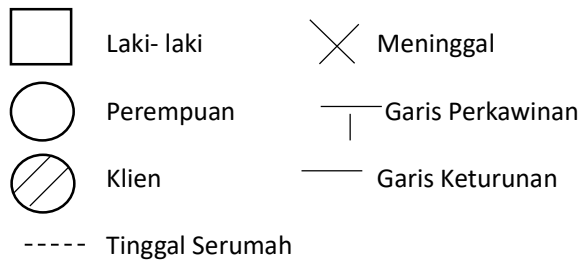 Laki- laki
Meninggal
Perempuan
Garis Perkawinan
Klien
Garis Keturunan
Tinggal Serumah